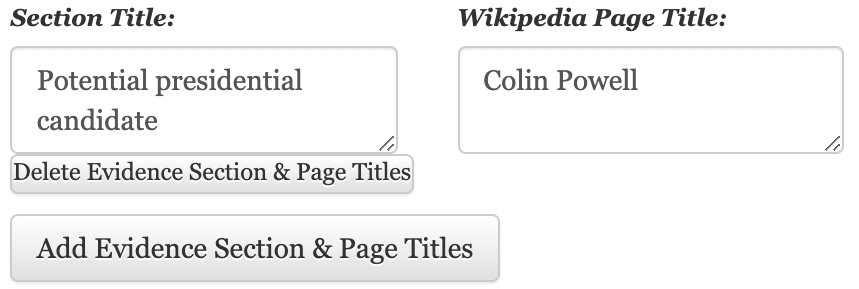 Section Title:
Wikipedia Page Title:
Potential presidential
candidate
Colin Powell
Delete Evidence Section & Page Titles
Add Evidence Section & Page Titles